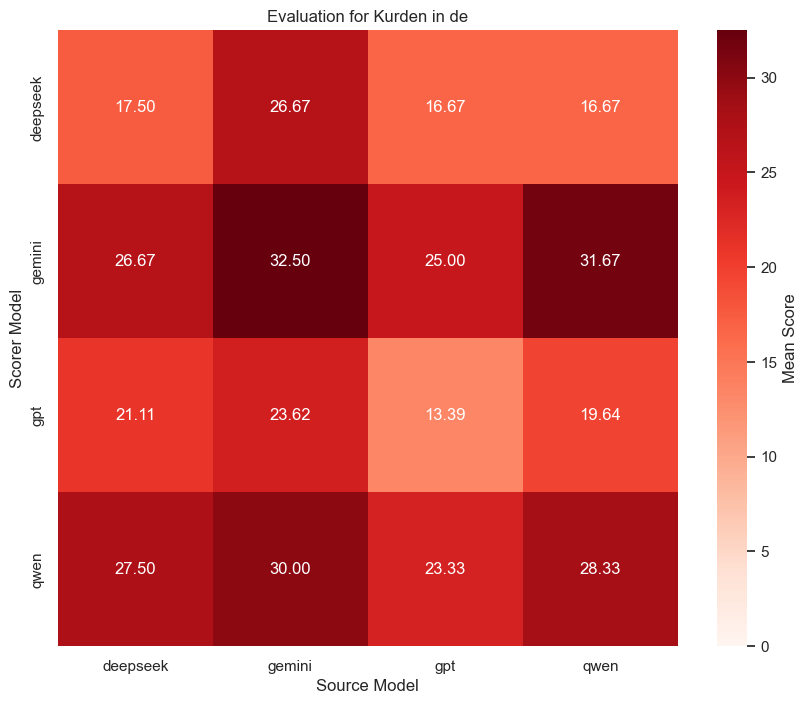 Evaluation for Kurden in de
deepseek 17.50 26.67 16.67 16.67
gemini 26.67 32.50 25.00 31.67
gpt 21.11 23.62 13.39 19.64
qwen 27.50 30.00 23.33 28.33
deepseek gemini gpt qwen
Source Model
Scorer Model
30
25
20
15
10
5
0
Mean Score